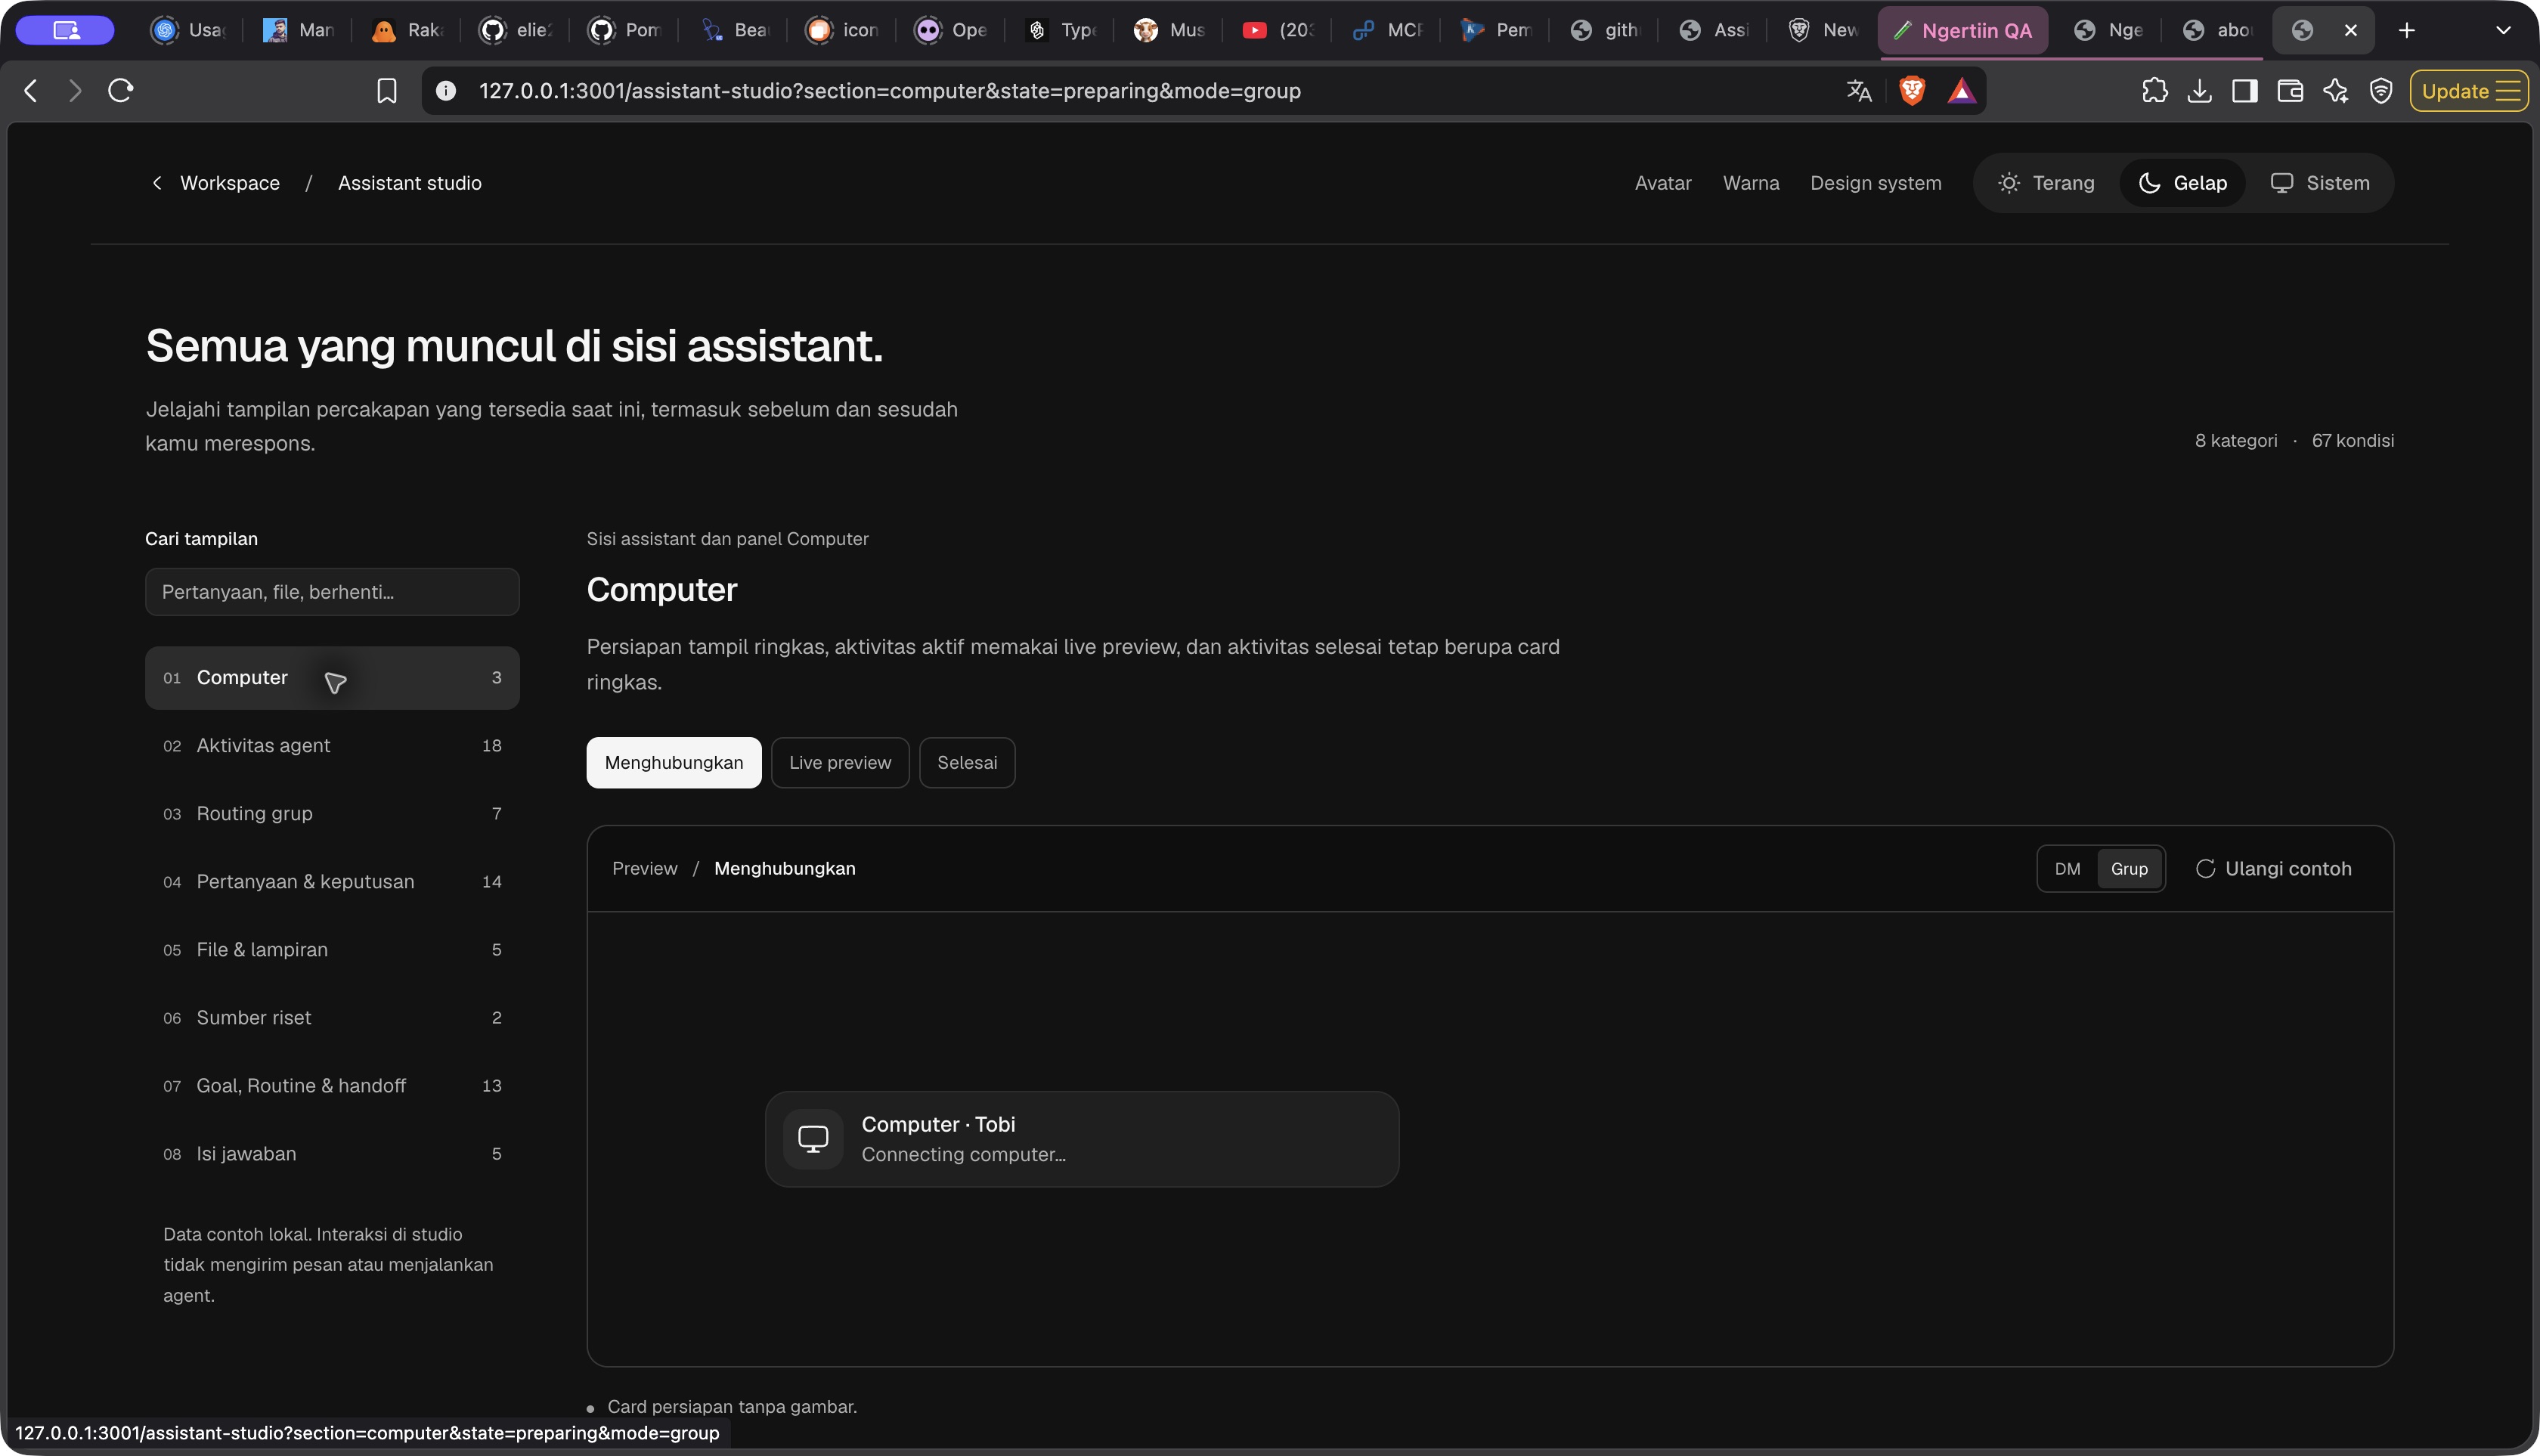 Usa
Man
Rak
elie
Pom
Bea
icon
Ope
Type
Mus
(20
MCP
Pem
gith
Assi
New
Ngertiin QA
Nge
abo
127.0.0.1:3001/assistant-studio?section=computer&state=preparing&mode=group
Update
Workspace / Assistant studio
Avatar
Warna
Design system
Terang
Gelap
Sistem
Semua yang muncul di sisi assistant.
Jelajahi tampilan percakapan yang tersedia saat ini, termasuk sebelum dan sesudah
kamu merespons.
8 kategori · 67 kondisi
Cari tampilan
Pertanyaan, file, berhenti...
01 Computer 3
02 Aktivitas agent 18
03 Routing grup 7
04 Pertanyaan & keputusan 14
05 File & lampiran 5
06 Sumber riset 2
07 Goal, Routine & handoff 13
08 Isi jawaban 5
Data contoh lokal. Interaksi di studio
tidak mengirim pesan atau menjalankan
agent.
Sisi assistant dan panel Computer
Computer
Persiapan tampil ringkas, aktivitas aktif memakai live preview, dan aktivitas selesai tetap berupa card
ringkas.
Menghubungkan
Live preview
Selesai
Preview / Menghubungkan
DM
Grup
Ulangi contoh
Computer · Tobi
Connecting computer...
Card persiapan tanpa gambar.
127.0.0.1:3001/assistant-studio?section=computer&state=preparing&mode=group